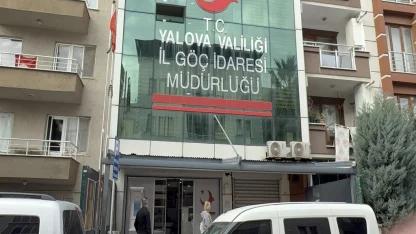 T.C.
YALOVA VALİLİĞİ
İL GÖÇ İDARESİ
MÜDÜRLÜĞÜ